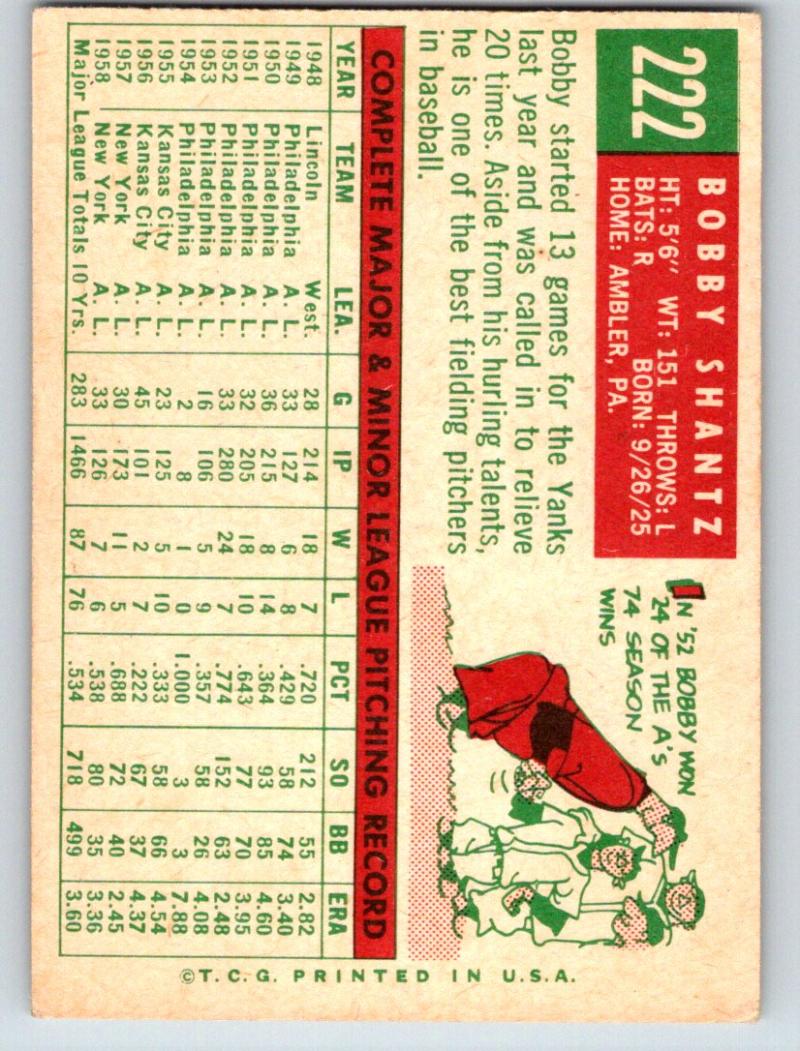 222
BOBBY SHANTZ
HT: 5'6" WT: 151 THROWS: L
BATS: R BORN: 9/26/25
HOME: AMBLER, PA.
Bobby started 13 games for the Yanks
last year and was called in to relieve
20 times. Aside from his hurling talents,
he is one of the best fielding pitchers
in baseball.
IN '52 BOBBY WON
24 OF THE A's
74 SEASON
WINS
COMPLETE MAJOR & MINOR LEAGUE PITCHING RECORD
YEAR TEAM LEA. G IP W L PCT SO BB ERA
1948 Lincoln West. 28 214 18 7 .720 212 55 2.82
1949 Philadelphia A. L. 33 127 6 8 .429 58 74 3.40
1950 Philadelphia A. L. 36 215 8 14 .364 93 85 4.60
1951 Philadelphia A. L. 32 205 18 10 .643 77 70 3.95
1952 Philadelphia A. L. 33 280 24 7 .774 152 63 2.48
1953 Philadelphia A. L. 16 106 5 9 .357 58 26 4.08
1954 Philadelphia A. L. 2 8 1 0 1.000 3 3 7.88
1955 Kansas City A. L. 23 125 5 10 .333 58 66 4.54
1956 Kansas City A. L. 45 101 2 7 .222 67 37 4.37
1957 New York A. L. 30 173 11 5 .688 72 40 2.45
1958 New York A. L. 33 126 7 6 .538 80 35 3.36
Major League Totals 10 Yrs. 283 1466 87 76 .534 718 499 3.60
©T.C.G. PRINTED IN U.S.A.
A